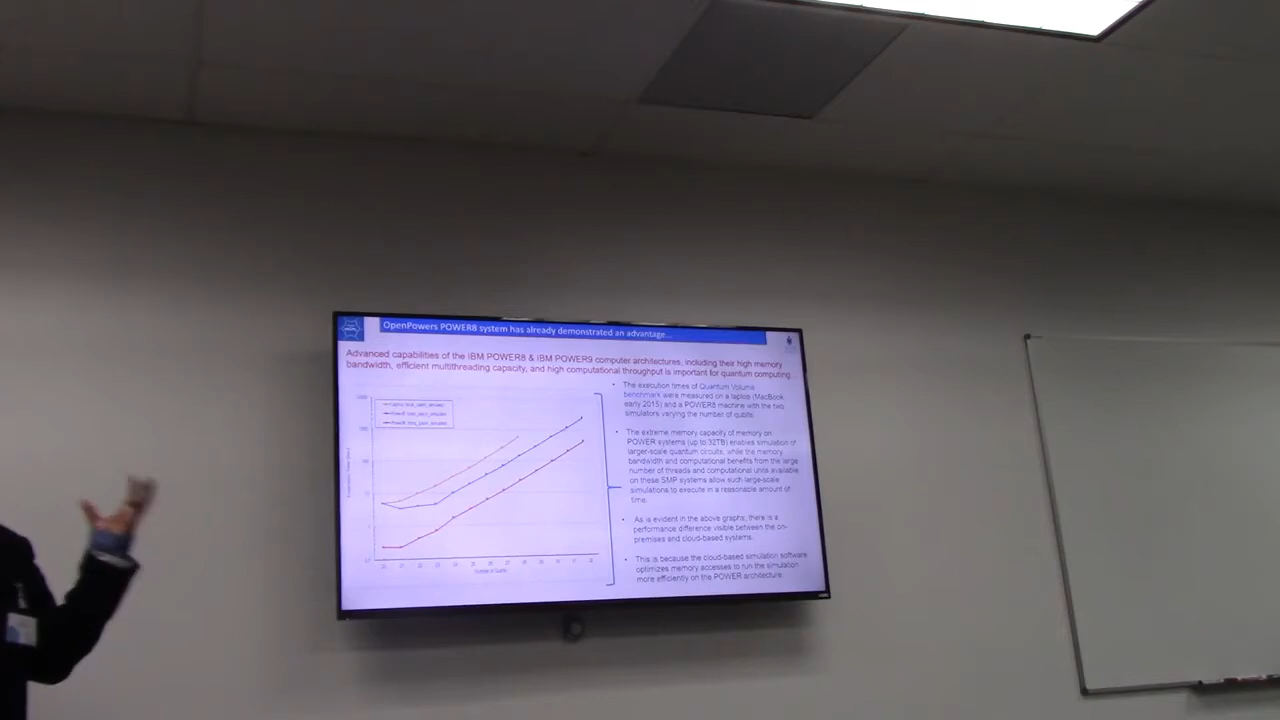 OpenPowers POWER8 system has already demonstrated an advantage...
Advanced capabilities of the IBM POWER8 & IBM POWER9 computer architectures, including their high memory
bandwidth, efficient multithreading capacity, and high computational throughput is important for quantum computing...
• The execution times of Quantum Volume
benchmark were measured on a laptop (MacBook
early 2015) and a POWER8 machine with the two
simulators varying the number of qubits
• The extreme memory capacity of memory on
POWER systems (up to 32TB) enables simulation of
larger-scale quantum circuits, while the memory
bandwidth and computational benefits from the large
number of threads and computational units available
on these SMP systems allow such large-scale
simulations to execute in a reasonable amount of
time.
• As is evident in the above graphs, there is a
performance difference visible between the on-
premises and cloud-based systems.
• This is because the cloud-based simulation software
optimizes memory accesses to run the simulation
more efficiently on the POWER architecture
Number of Qubits